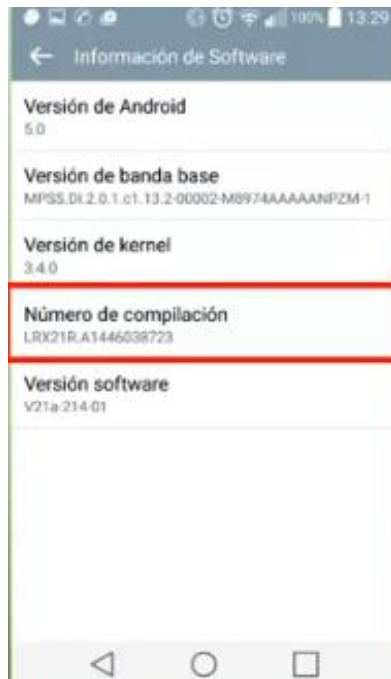 100% 13:29
Información de Software
Versión de Android
5.0
Versión de banda base
MPSS.DI.2.0.1.c1.13.2-00002-M8974AAAAANPZM-1
Versión de kernel
3.4.0
Número de compilación
LRX21R.A1446038723
Versión software
V21a-214-01